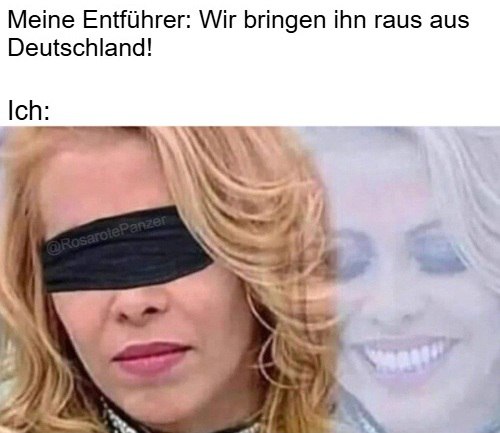 Meine Entführer: Wir bringen ihn raus aus
Deutschland!
Ich:
@RosarotePanzer